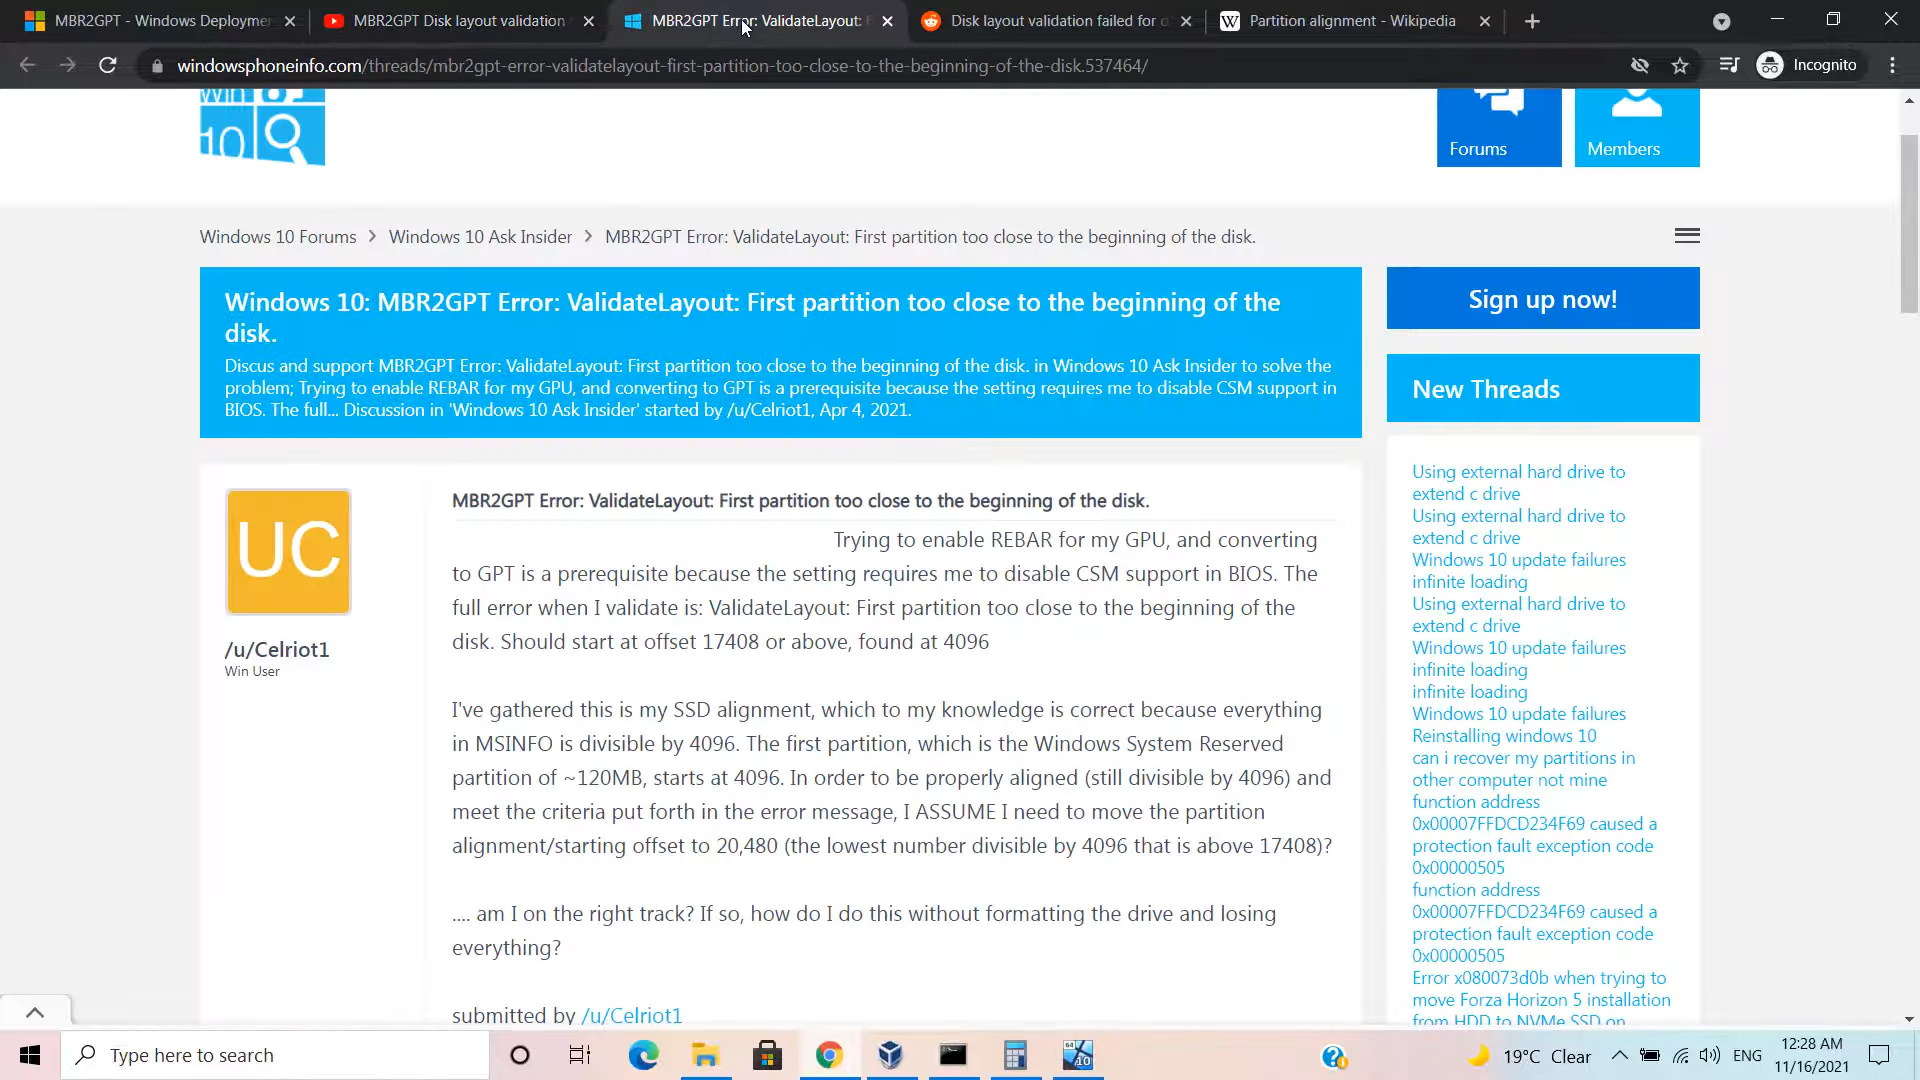 MBR2GPT - Windows Deployme
MBR2GPT Disk layout validation
MBR2GPT Error: ValidateLayout: F
Disk layout validation failed for d
Partition alignment - Wikipedia
windowsphoneinfo.com/threads/mbr2gpt-error-validatelayout-first-partition-too-close-to-the-beginning-of-the-disk.537464/
Incognito
10
Forums
Members
Windows 10 Forums > Windows 10 Ask Insider > MBR2GPT Error: ValidateLayout: First partition too close to the beginning of the disk.
Windows 10: MBR2GPT Error: ValidateLayout: First partition too close to the beginning of the
disk.
Discus and support MBR2GPT Error: ValidateLayout: First partition too close to the beginning of the disk. in Windows 10 Ask Insider to solve the
problem; Trying to enable REBAR for my GPU, and converting to GPT is a prerequisite because the setting requires me to disable CSM support in
BIOS. The full... Discussion in 'Windows 10 Ask Insider' started by /u/Celriot1, Apr 4, 2021.
Sign up now!
New Threads
UC
/u/Celriot1
Win User
MBR2GPT Error: ValidateLayout: First partition too close to the beginning of the disk.
Trying to enable REBAR for my GPU, and converting
to GPT is a prerequisite because the setting requires me to disable CSM support in BIOS. The
full error when I validate is: ValidateLayout: First partition too close to the beginning of the
disk. Should start at offset 17408 or above, found at 4096
I've gathered this is my SSD alignment, which to my knowledge is correct because everything
in MSINFO is divisible by 4096. The first partition, which is the Windows System Reserved
partition of ~120MB, starts at 4096. In order to be properly aligned (still divisible by 4096) and
meet the criteria put forth in the error message, I ASSUME I need to move the partition
alignment/starting offset to 20,480 (the lowest number divisible by 4096 that is above 17408)?
.... am I on the right track? If so, how do I do this without formatting the drive and losing
everything?
submitted by /u/Celriot1
Using external hard drive to
extend c drive
Using external hard drive to
extend c drive
Windows 10 update failures
infinite loading
Using external hard drive to
extend c drive
Windows 10 update failures
infinite loading
infinite loading
Windows 10 update failures
Reinstalling windows 10
can i recover my partitions in
other computer not mine
function address
0x00007FFDCD234F69 caused a
protection fault exception code
0x00000505
function address
0x00007FFDCD234F69 caused a
protection fault exception code
0x00000505
Error x080073d0b when trying to
move Forza Horizon 5 installation
from HDD to NVMe SSD on
Type here to search
64
10
19°C Clear
ENG
12:28 AM
11/16/2021